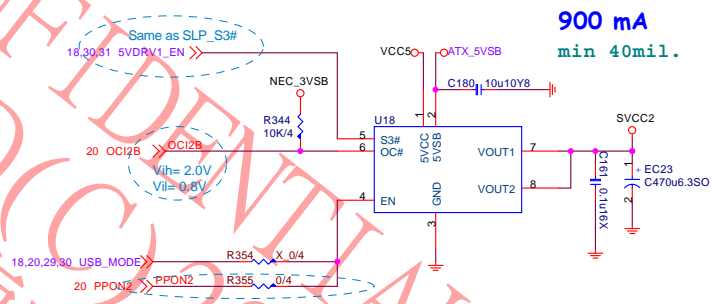 900 mA
min 40mil.
Same as SLP_S3#
18,30,31 5VDRV1_EN
VCC5
ATX_5VSB
C180 10u10Y8
NEC_3VSB
R344
10K/4
U18
SVCC2
20 OCI2B
OCI2B
Vih= 2.0V
Vil= 0.8V
5 S3#
6 OC#
4 EN
1 5VCC
2 5VSB
3 GND
VOUT1 7
VOUT2 8
C161 0.1u16X
1
+ EC23
C470u6.3SO
2
18,20,29,30 USB_MODE
R354 X_0/4
20 PPON2
PPON2
R355 0/4
CONFIDENTIAL